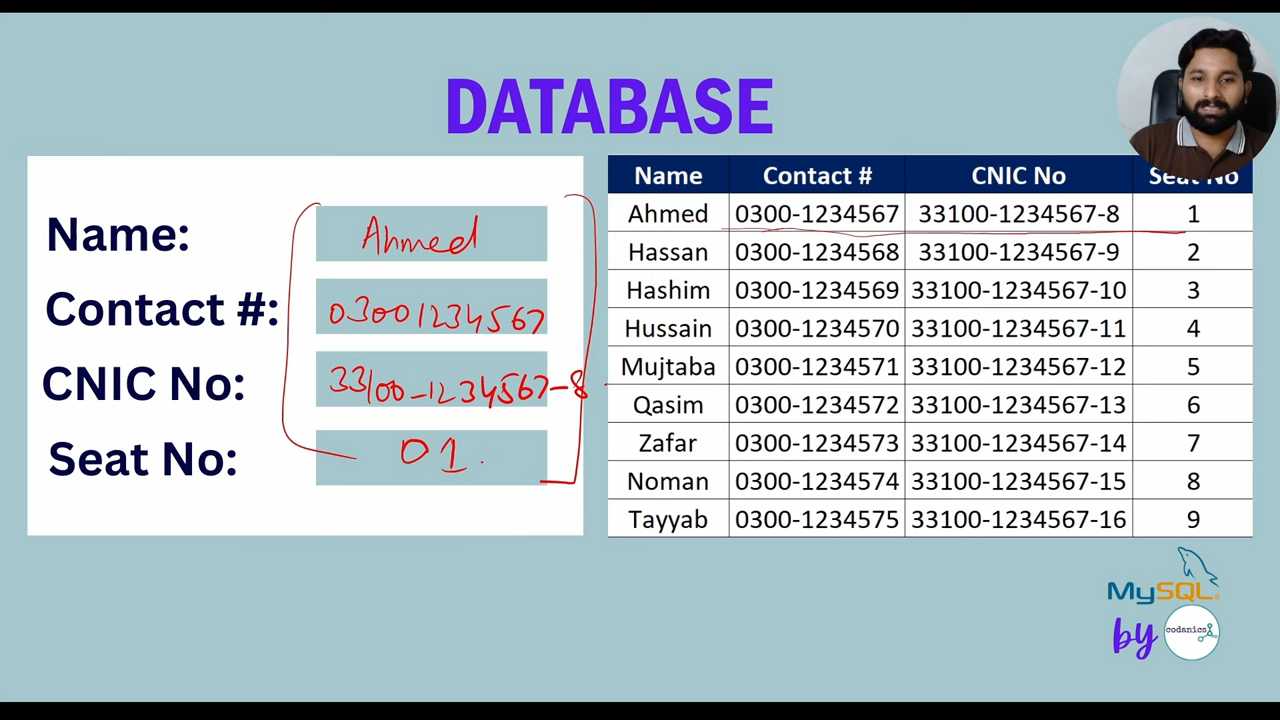 DATABASE
Name: Ahmed
Contact #: 03001234567
CNIC No: 33100-1234567-8
Seat No: 01.
Name Contact # CNIC No Seat No
Ahmed 0300-1234567 33100-1234567-8 1
Hassan 0300-1234568 33100-1234567-9 2
Hashim 0300-1234569 33100-1234567-10 3
Hussain 0300-1234570 33100-1234567-11 4
Mujtaba 0300-1234571 33100-1234567-12 5
Qasim 0300-1234572 33100-1234567-13 6
Zafar 0300-1234573 33100-1234567-14 7
Noman 0300-1234574 33100-1234567-15 8
Tayyab 0300-1234575 33100-1234567-16 9
MySQL
by codanics